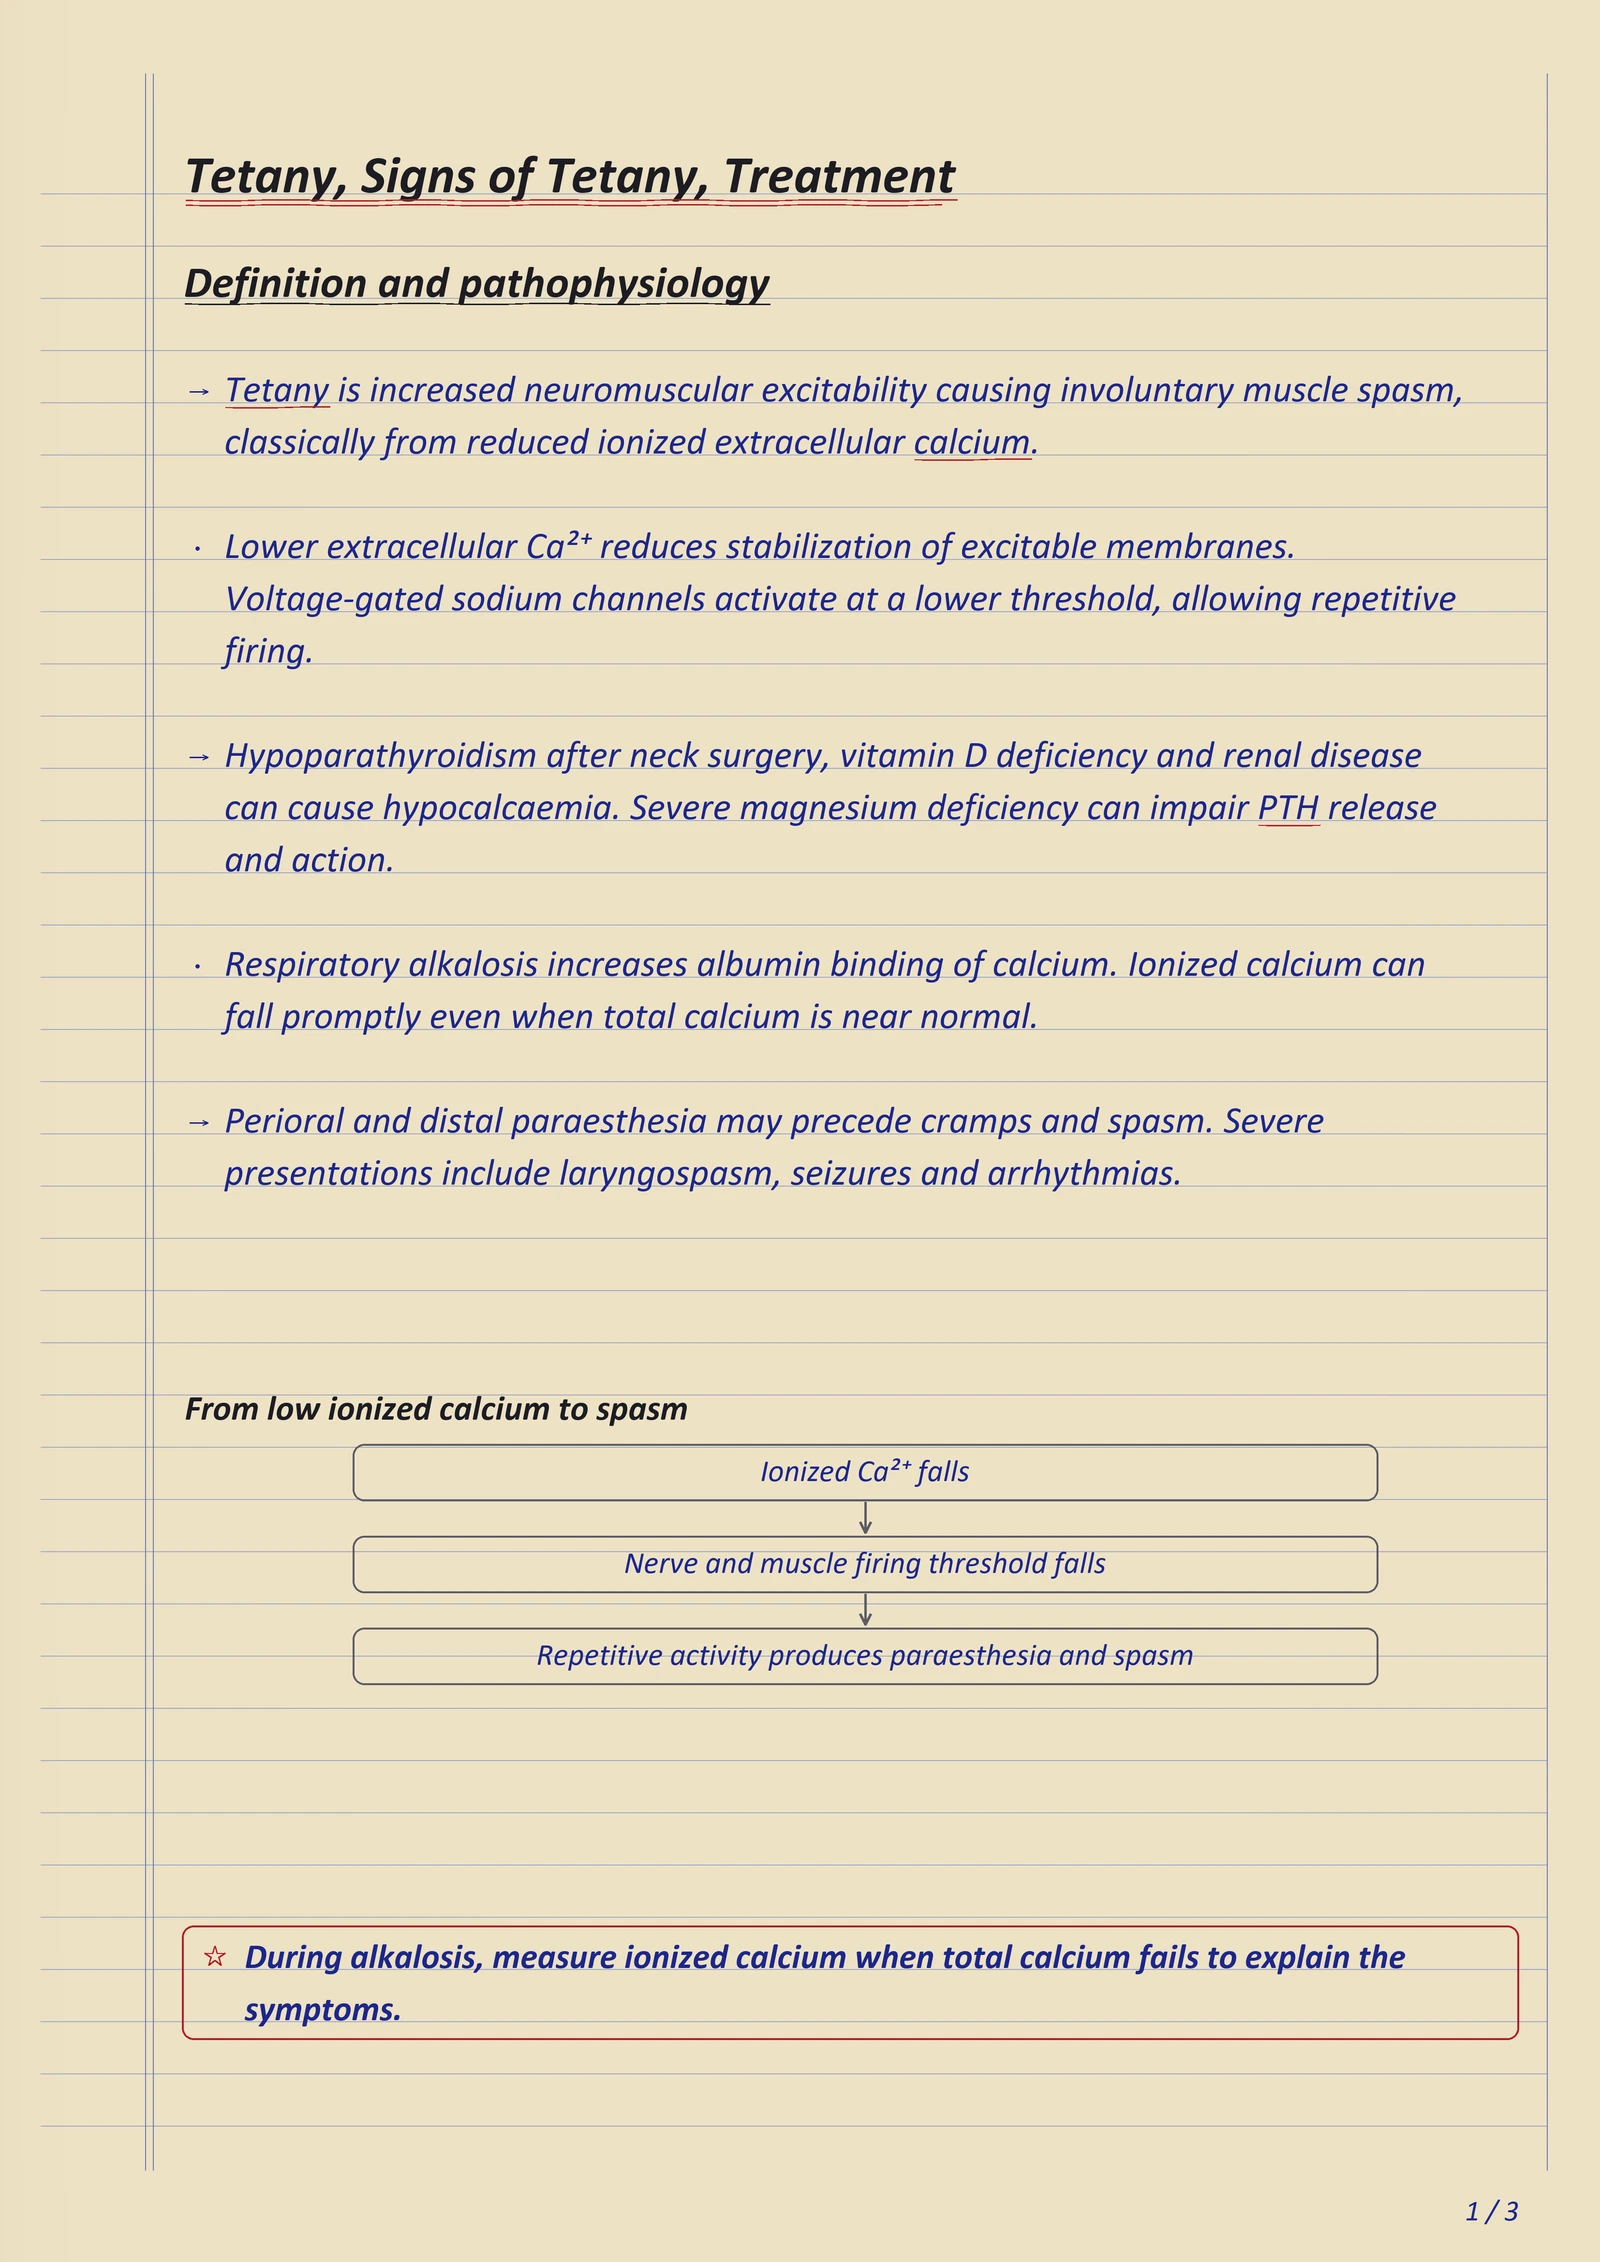 Tetany, Signs of Tetany, Treatment
Definition and pathophysiology
→ Tetany is increased neuromuscular excitability causing involuntary muscle spasm,
classically from reduced ionized extracellular calcium.
· Lower extracellular Ca²⁺ reduces stabilization of excitable membranes.
Voltage-gated sodium channels activate at a lower threshold, allowing repetitive
firing.
→ Hypoparathyroidism after neck surgery, vitamin D deficiency and renal disease
can cause hypocalcaemia. Severe magnesium deficiency can impair PTH release
and action.
· Respiratory alkalosis increases albumin binding of calcium. Ionized calcium can
fall promptly even when total calcium is near normal.
→ Perioral and distal paraesthesia may precede cramps and spasm. Severe
presentations include laryngospasm, seizures and arrhythmias.
From low ionized calcium to spasm
Ionized Ca²⁺ falls
Nerve and muscle firing threshold falls
Repetitive activity produces paraesthesia and spasm
☆ During alkalosis, measure ionized calcium when total calcium fails to explain the
symptoms.
1 / 3